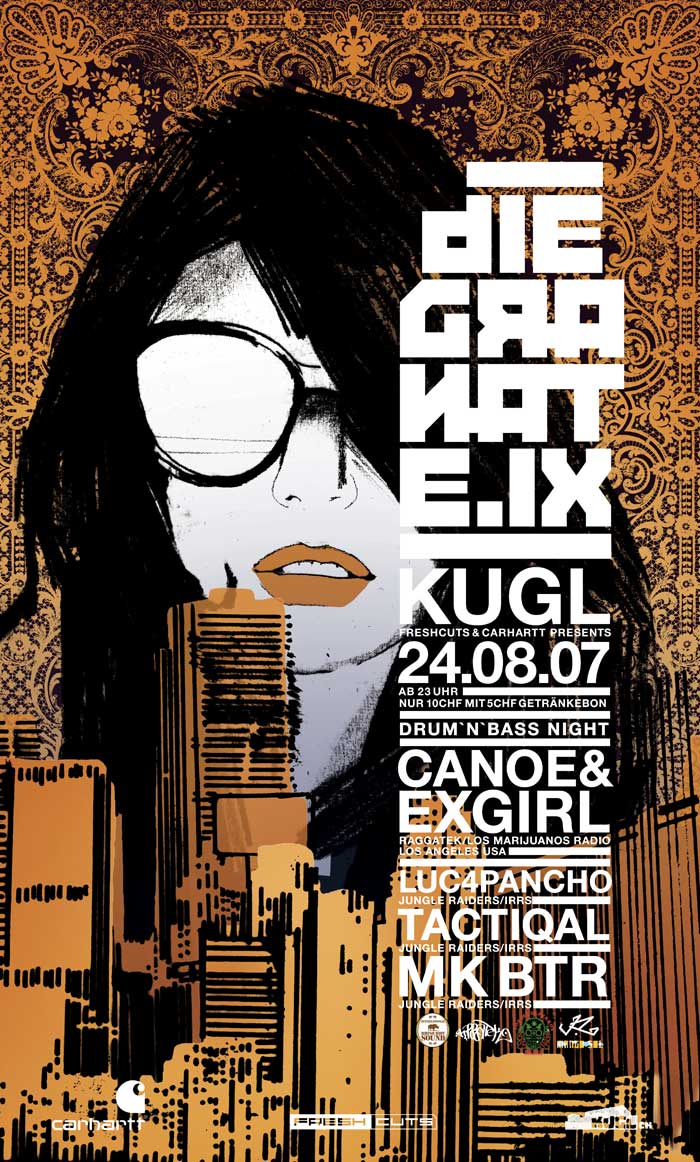 DIE
GRA
NAT
E.IX
KUGL
FRESHCUTS & CARHARTT PRESENTS
24.08.07
AB 23 UHR
NUR 10CHF MIT 5CHF GETRÄNKEBON
DRUM`N`BASS NIGHT
CANOE&
EXGIRL
RAGGATEK/LOS MARIJUANOS RADIO
LOS ANGELES USA
LUC4PANCHO
JUNGLE RAIDERS/IRRS
TACTIQAL
JUNGLE RAIDERS/IRRS
MK BTR
JUNGLE RAIDERS/IRRS
SOUND
carhartt
FRESH CUTS